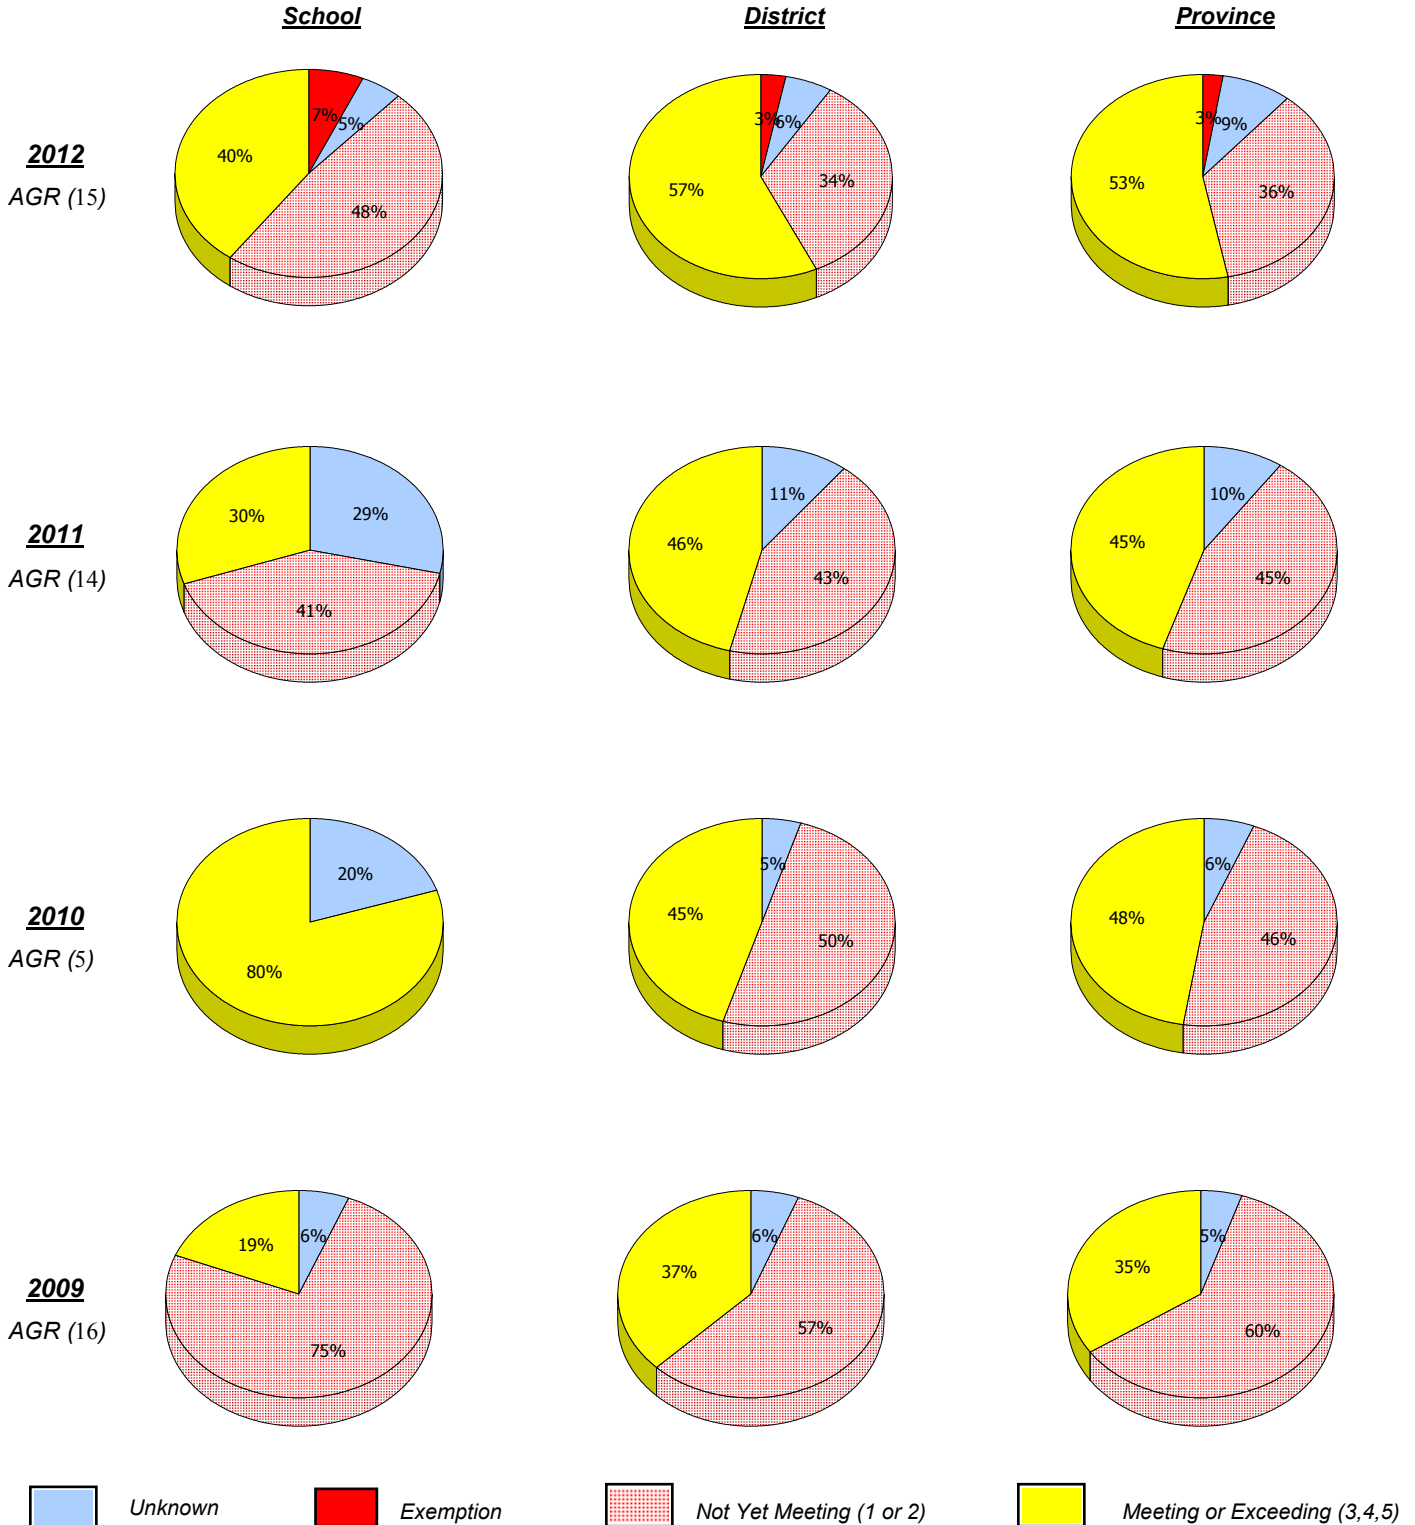 School District Province
2012
AGR (15)
7% 5% 48% 40%
3% 6% 34% 57%
3% 9% 36% 53%
2011
AGR (14)
30% 29% 41%
46% 11% 43%
45% 10% 45%
2010
AGR (5)
20% 80%
5% 45% 50%
6% 48% 46%
2009
AGR (16)
19% 6% 75%
6% 37% 57%
5% 35% 60%
Unknown Exemption Not Yet Meeting (1 or 2) Meeting or Exceeding (3,4,5)